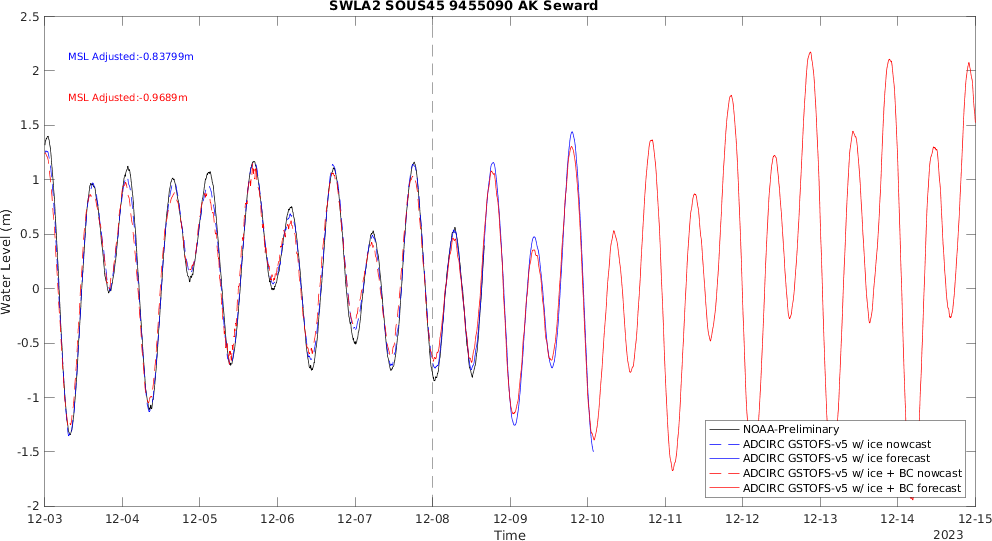 SWLA2 SOUS45 9455090 AK Seward
2.5
2
1.5
1
0.5
0
-0.5
-1
-1.5
-2
Water Level (m)
MSL Adjusted:-0.83799m
MSL Adjusted:-0.9689m
NOAA-Preliminary
ADCIRC GSTOFS-v5 w/ ice nowcast
ADCIRC GSTOFS-v5 w/ ice forecast
ADCIRC GSTOFS-v5 w/ ice + BC nowcast
ADCIRC GSTOFS-v5 w/ ice + BC forecast
12-03 12-04 12-05 12-06 12-07 12-08 12-09 12-10 12-11 12-12 12-13 12-14 12-15
Time
2023